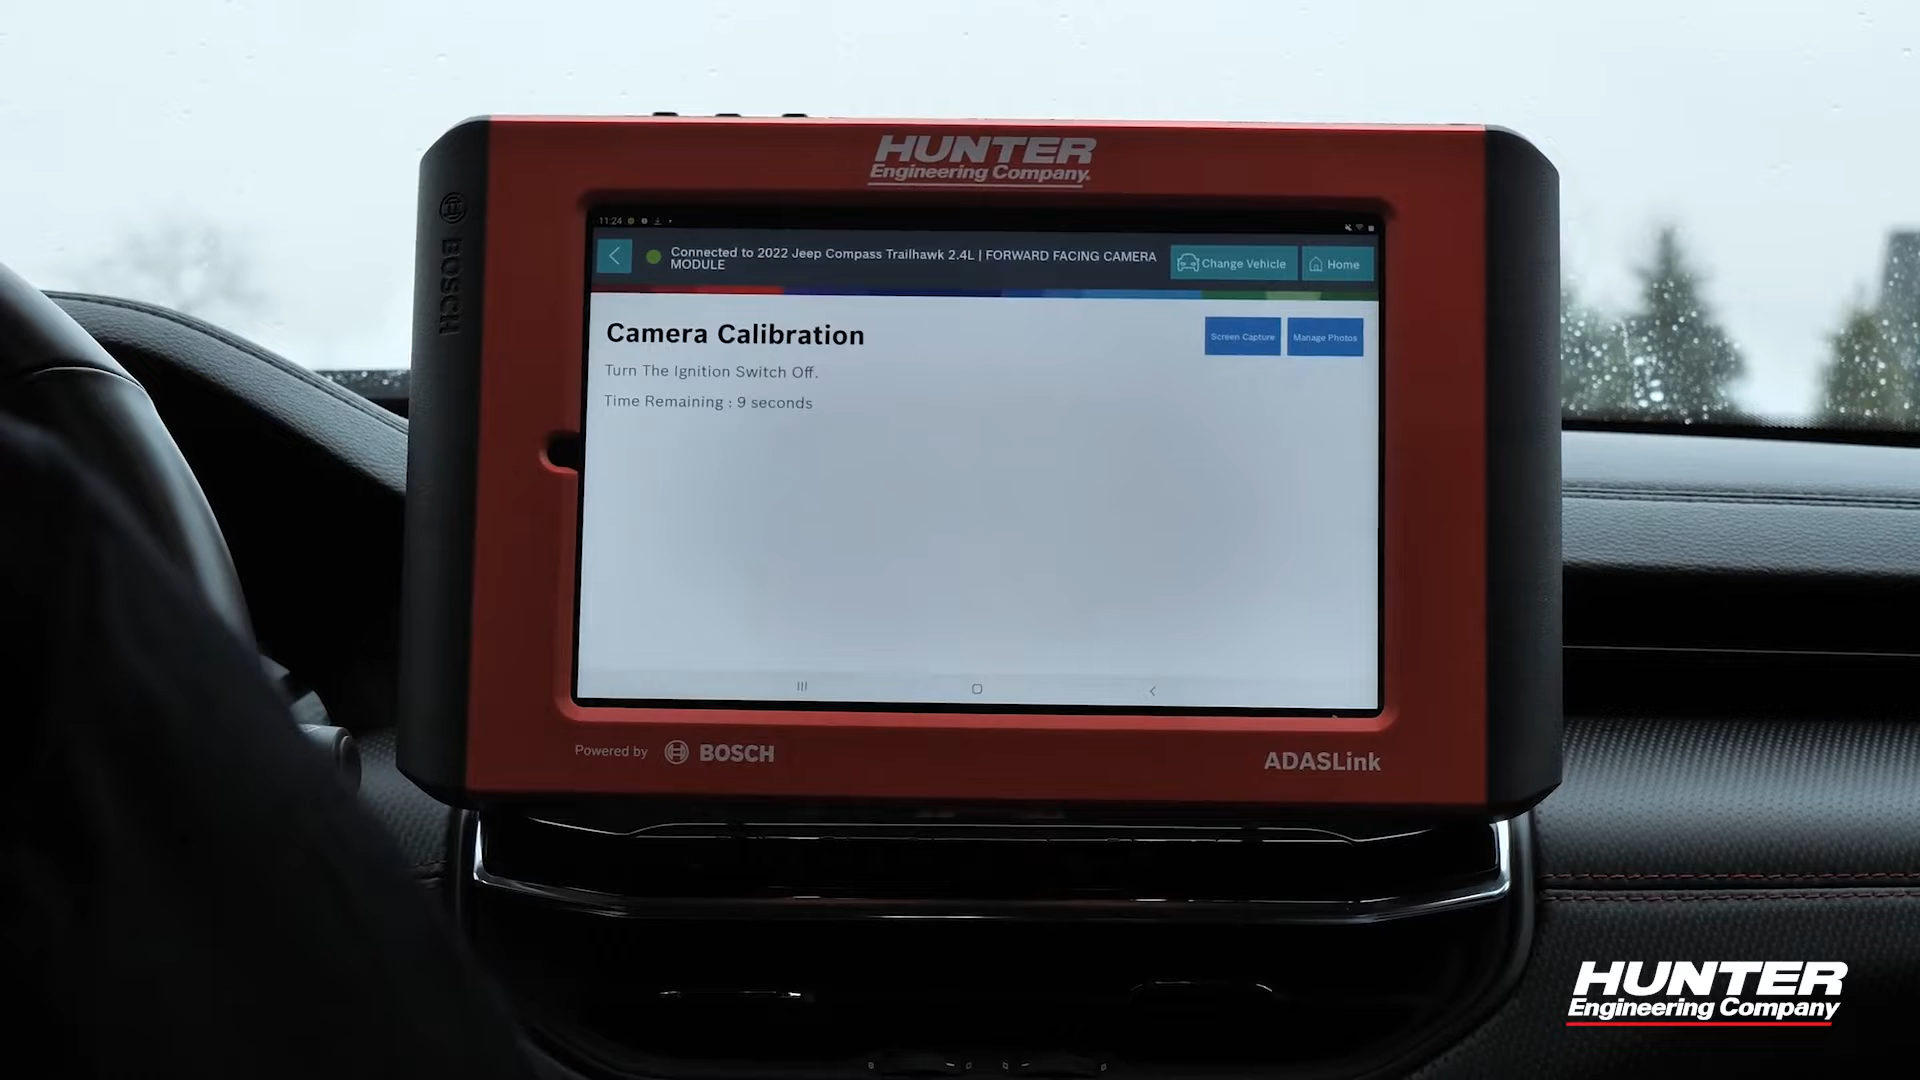 HUNTER
Engineering Company.
BOSCH
11:24
Connected to 2022 Jeep Compass Trailhawk 2.4L | FORWARD FACING CAMERA
MODULE
Change Vehicle
Home
Camera Calibration
Screen Capture
Manage Photos
Turn The Ignition Switch Off.
Time Remaining : 9 seconds
Powered by BOSCH
ADASLink
HUNTER
Engineering Company